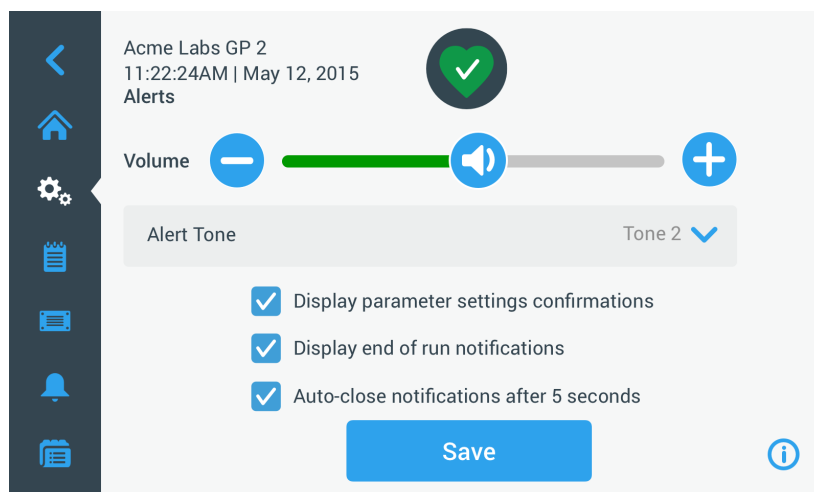 Acme Labs GP 2
11:22:24AM | May 12, 2015
Alerts
Volume
Alert Tone Tone 2
Display parameter settings confirmations
Display end of run notifications
Auto-close notifications after 5 seconds
Save